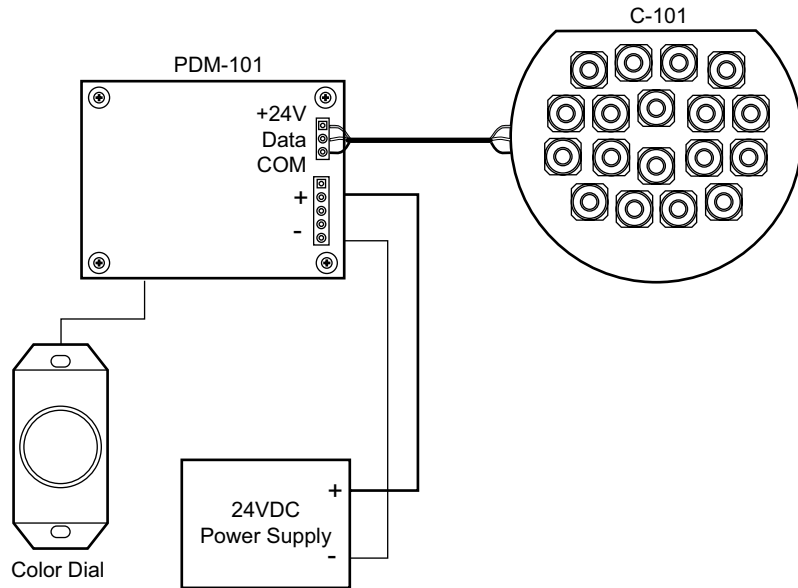 C-101
PDM-101
+24V
Data
COM
+
-
+
24VDC
Power Supply
-
Color Dial